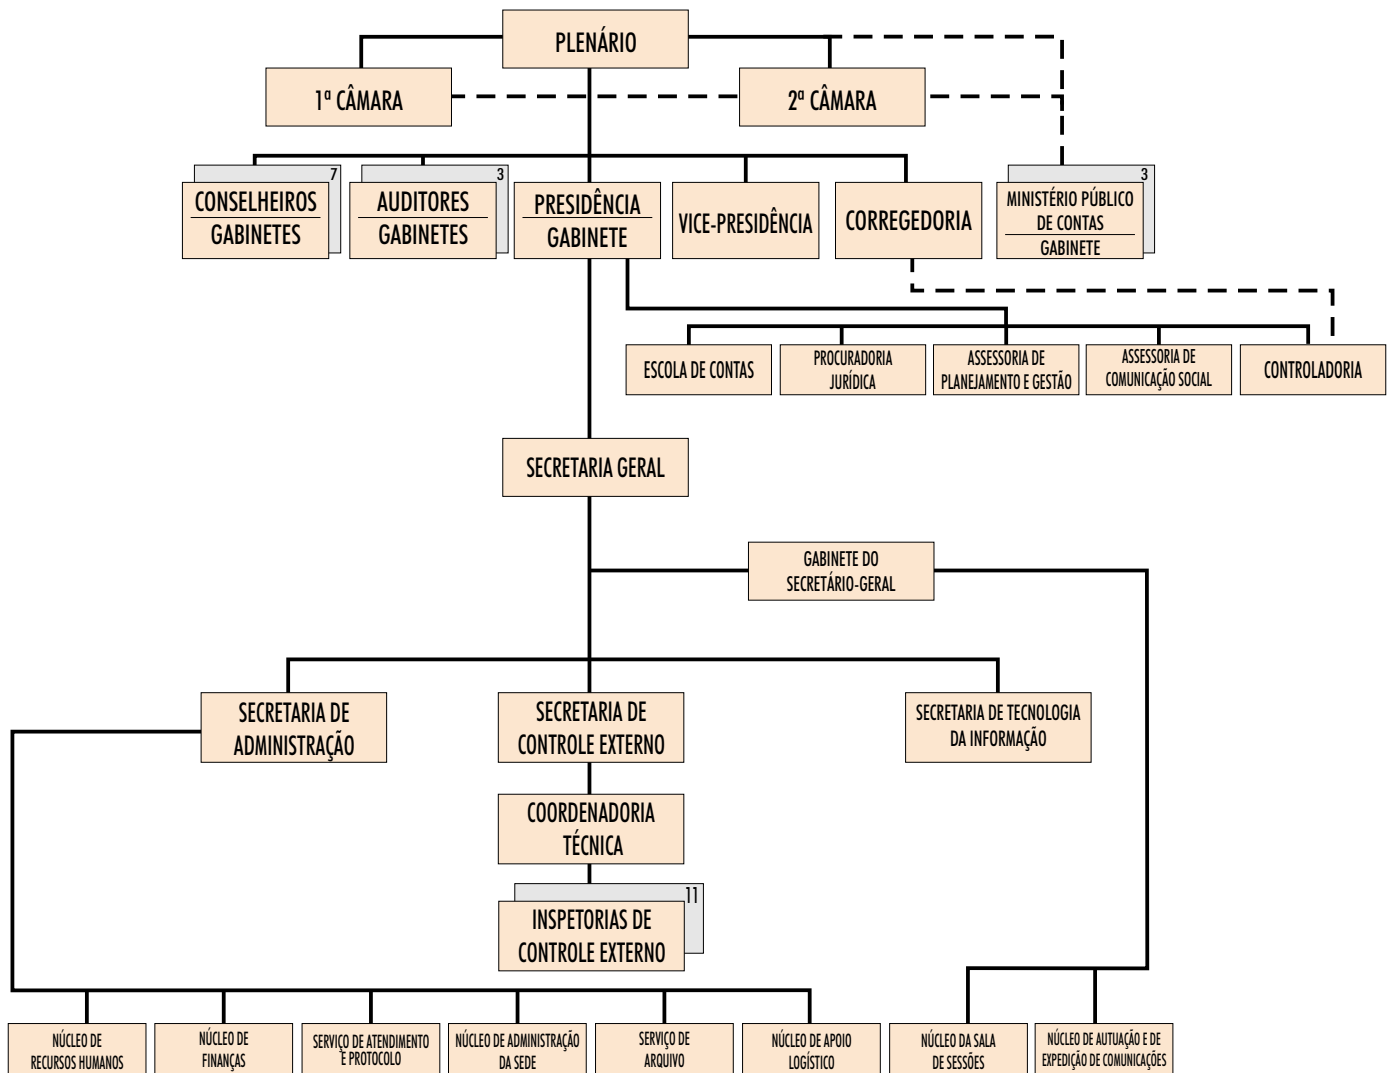 PLENÁRIO
1ª CÂMARA
2ª CÂMARA
7
CONSELHEIROS
GABINETES
3
AUDITORES
GABINETES
PRESIDÊNCIA
GABINETE
VICE-PRESIDÊNCIA
CORREGEDORIA
3
MINISTÉRIO PÚBLICO
DE CONTAS
GABINETE
ESCOLA DE CONTAS
PROCURADORIA
JURÍDICA
ASSESSORIA DE
PLANEJAMENTO E GESTÃO
ASSESSORIA DE
COMUNICAÇÃO SOCIAL
CONTROLADORIA
SECRETARIA GERAL
GABINETE DO
SECRETÁRIO-GERAL
SECRETARIA DE
ADMINISTRAÇÃO
SECRETARIA DE
CONTROLE EXTERNO
SECRETARIA DE TECNOLOGIA
DA INFORMAÇÃO
COORDENADORIA
TÉCNICA
11
INSPETORIAS DE
CONTROLE EXTERNO
NÚCLEO DE
RECURSOS HUMANOS
NÚCLEO DE
FINANÇAS
SERVIÇO DE ATENDIMENTO
E PROTOCOLO
NÚCLEO DE ADMINISTRAÇÃO
DA SEDE
SERVIÇO DE
ARQUIVO
NÚCLEO DE APOIO
LOGÍSTICO
NÚCLEO DA SALA
DE SESSÕES
NÚCLEO DE AUTUAÇÃO E DE
EXPEDIÇÃO DE COMUNICAÇÕES